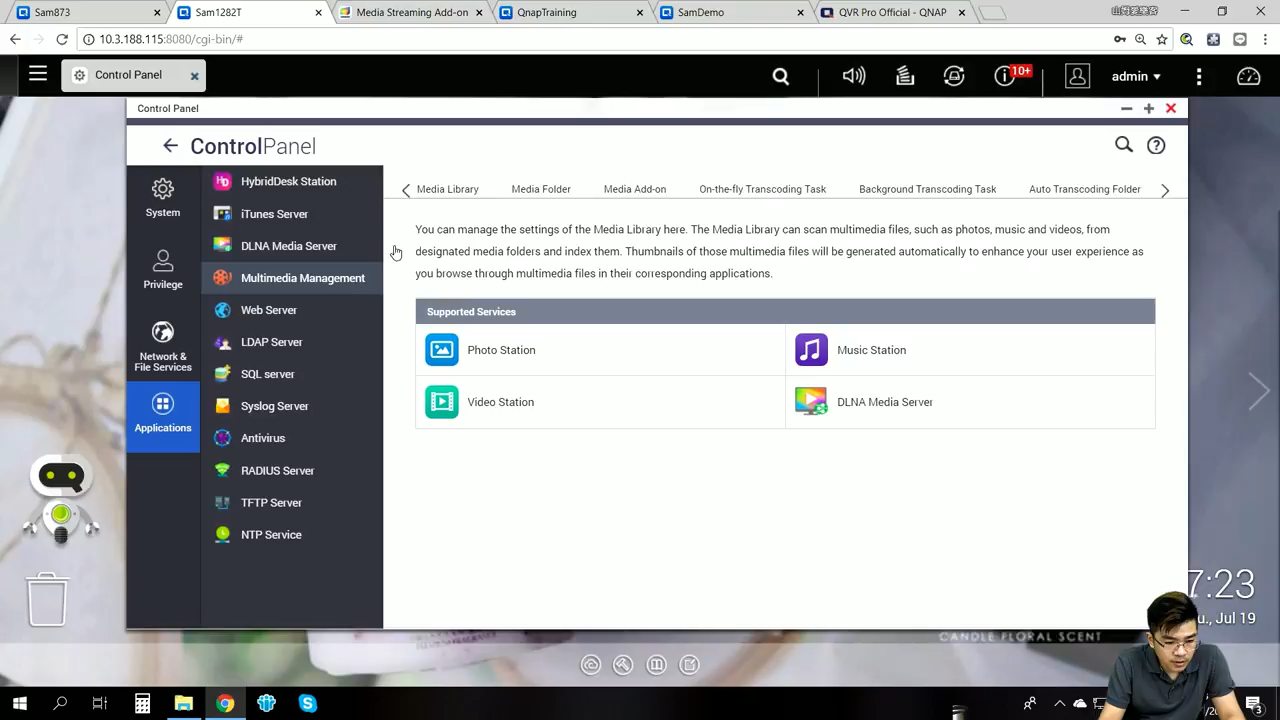 Sam873
Sam1282T
Media Streaming Add-on
QnapTraining
SamDemo
QVR Pro Official - QNAP
10.3.188.115:8080/cgi-bin/#
Control Panel
10+
admin
Control Panel
ControlPanel
System
Privilege
Network &
File Services
Applications
HybridDesk Station
iTunes Server
DLNA Media Server
Multimedia Management
Web Server
LDAP Server
SQL server
Syslog Server
Antivirus
RADIUS Server
TFTP Server
NTP Service
Media Library
Media Folder
Media Add-on
On-the-fly Transcoding Task
Background Transcoding Task
Auto Transcoding Folder
You can manage the settings of the Media Library here. The Media Library can scan multimedia files, such as photos, music and videos, from
designated media folders and index them. Thumbnails of those multimedia files will be generated automatically to enhance your user experience as
you browse through multimedia files in their corresponding applications.
Supported Services
Photo Station
Music Station
Video Station
DLNA Media Server
7:23
u., Jul 19
CANDLE FLORAL SCENT
3